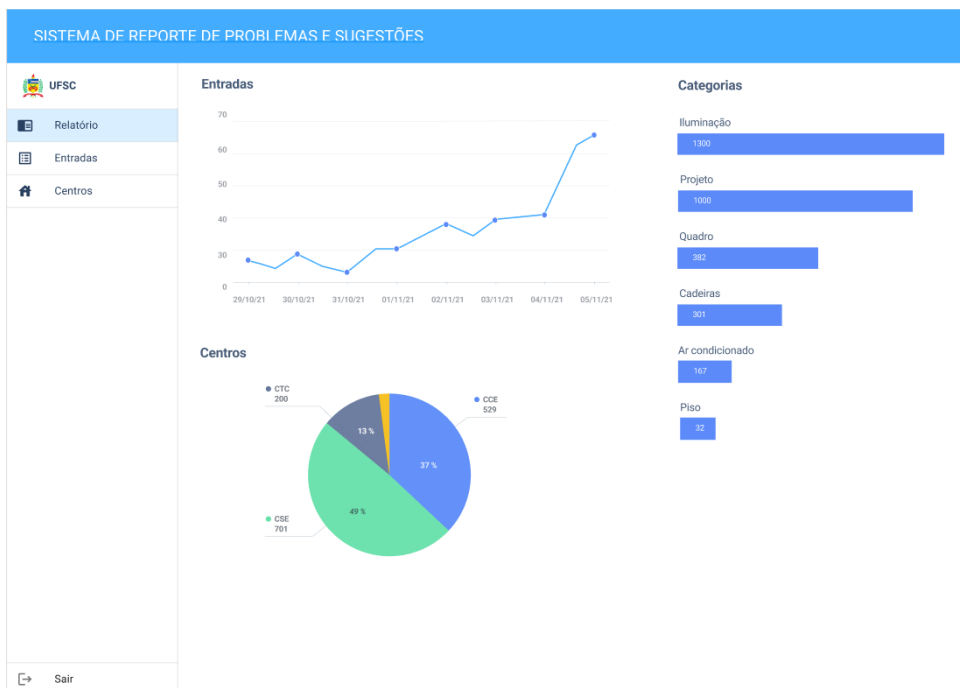 SISTEMA DE REPORTE DE PROBLEMAS E SUGESTÕES
UFSC
Relatório
Entradas
Centros
Sair
Entradas
70
60
50
40
30
0
29/10/21 30/10/21 31/10/21 01/11/21 02/11/21 03/11/21 04/11/21 05/11/21
Centros
CTC
200
CCE
529
13 %
37 %
49 %
CSE
701
Categorias
Iluminação
1300
Projeto
1000
Quadro
382
Cadeiras
301
Ar condicionado
167
Piso
32